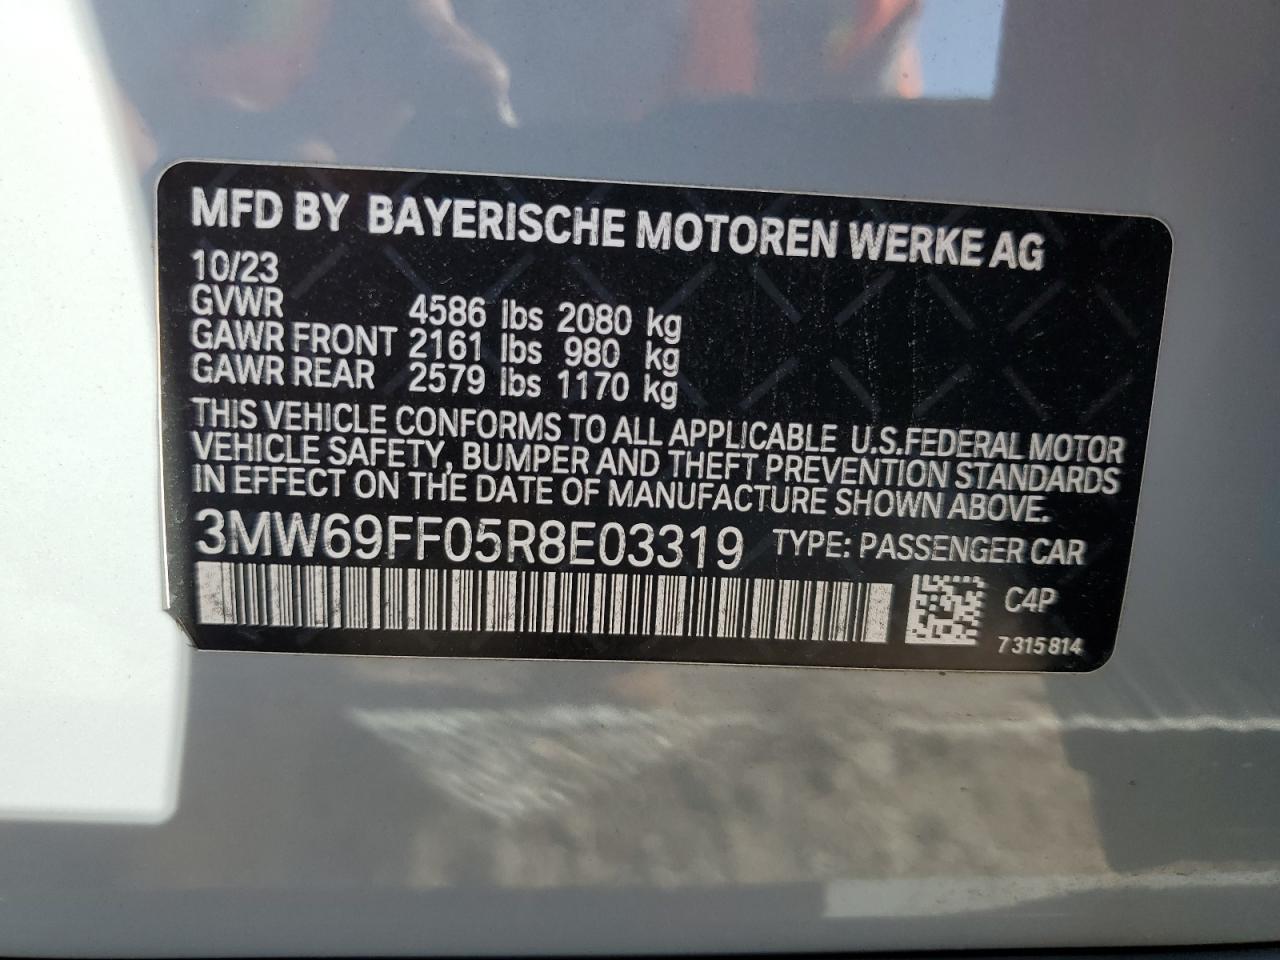 MFD BY BAYERISCHE MOTOREN WERKE AG
10/23
GVWR 4586 lbs 2080 kg
GAWR FRONT 2161 lbs 980 kg
GAWR REAR 2579 lbs 1170 kg
THIS VEHICLE CONFORMS TO ALL APPLICABLE U.S.FEDERAL MOTOR
VEHICLE SAFETY, BUMPER AND THEFT PREVENTION STANDARDS
IN EFFECT ON THE DATE OF MANUFACTURE SHOWN ABOVE.
3MW69FF05R8E03319 TYPE: PASSENGER CAR
C4P
7 315 814